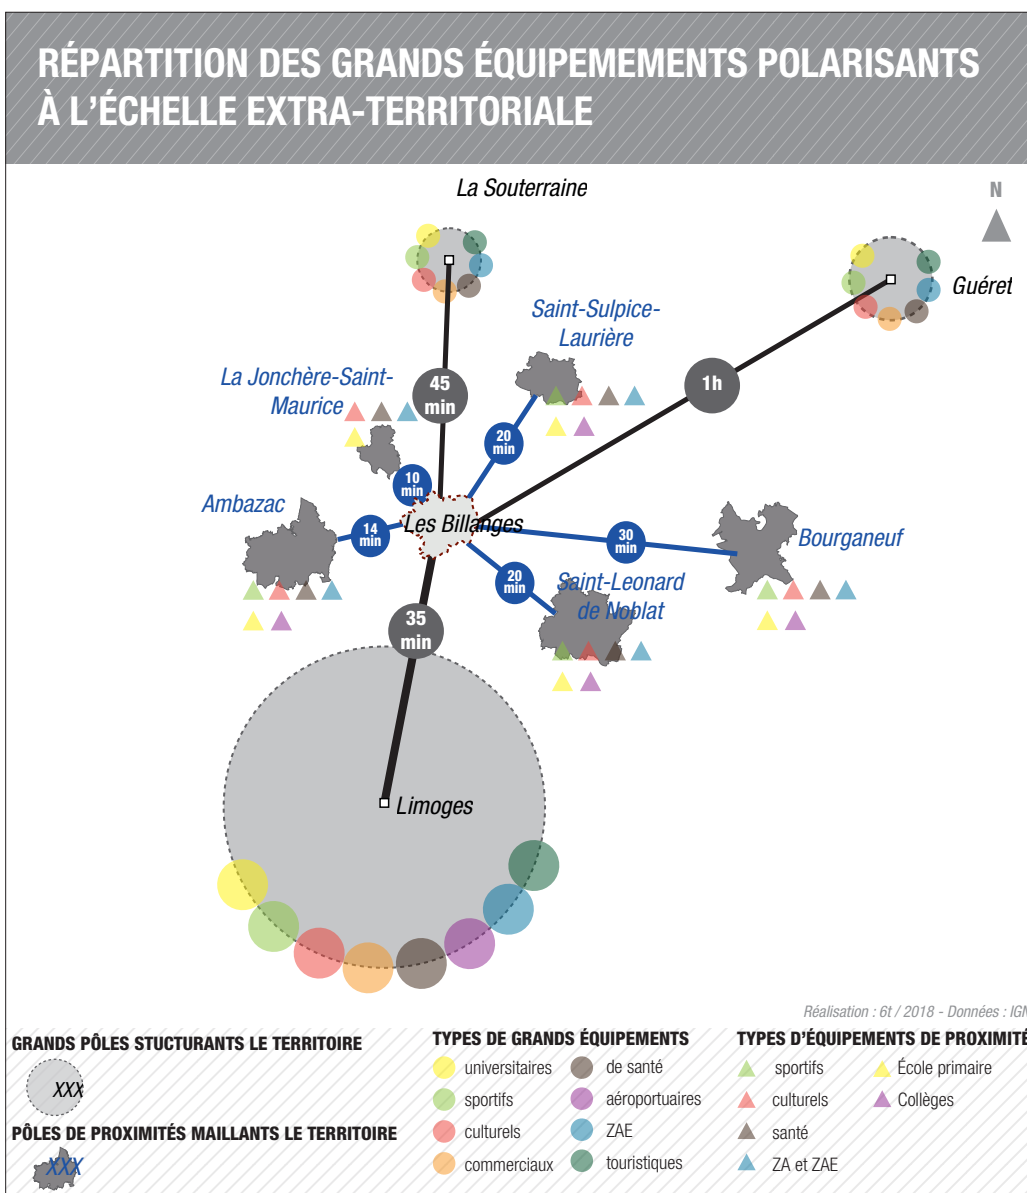 RÉPARTITION DES GRANDS ÉQUIPEMEMENTS POLARISANTS
À L'ÉCHELLE EXTRA-TERRITORIALE
N
La Souterraine
Guéret
Saint-Sulpice-
Laurière
La Jonchère-Saint-
Maurice
45
min
1h
20
min
10
min
Ambazac
14
min
Les Billanges
30
min
Bourganeuf
20
min
Saint-Leonard
de Noblat
35
min
Limoges
Réalisation : 6t / 2018 - Données : IGN
GRANDS PÔLES STUCTURANTS LE TERRITOIRE
XXX
PÔLES DE PROXIMITÉS MAILLANTS LE TERRITOIRE
XXX
TYPES DE GRANDS ÉQUIPEMENTS
universitaires
sportifs
culturels
commerciaux
de santé
aéroportuaires
ZAE
touristiques
TYPES D'ÉQUIPEMENTS DE PROXIMITÉ
sportifs
culturels
santé
ZA et ZAE
École primaire
Collèges